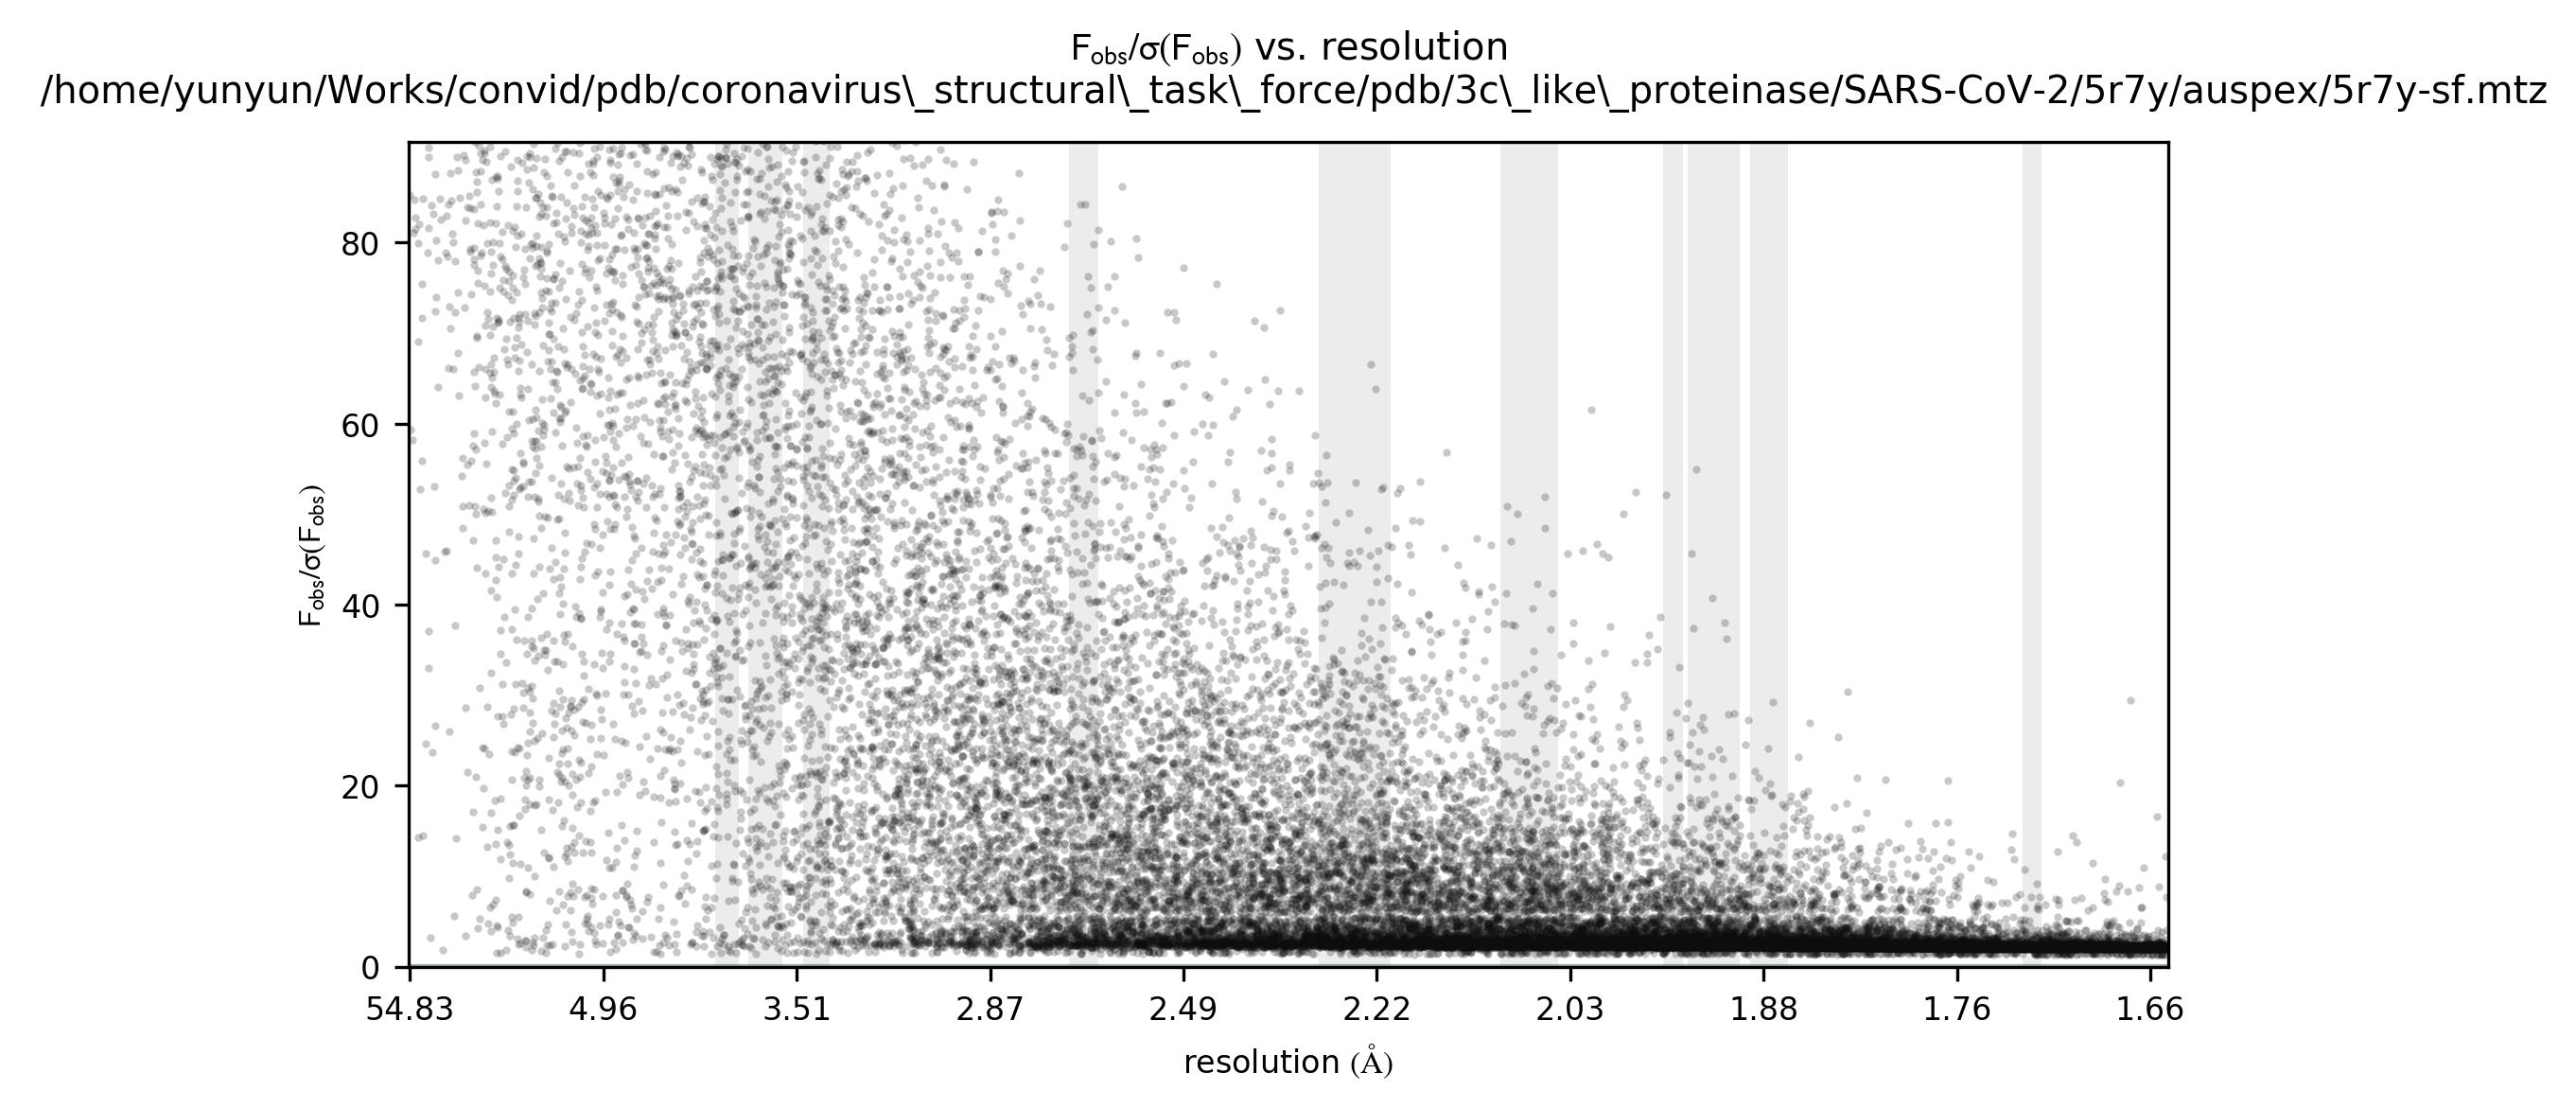 Fobs/σ(Fobs) vs. resolution
/home/yunyun/Works/convid/pdb/coronavirus\_structural\_task\_force/pdb/3c\_like\_proteinase/SARS-CoV-2/5r7y/auspex/5r7y-sf.mtz
80
60
40
20
0
Fobs/σ(Fobs)
54.83 4.96 3.51 2.87 2.49 2.22 2.03 1.88 1.76 1.66
resolution (Å)